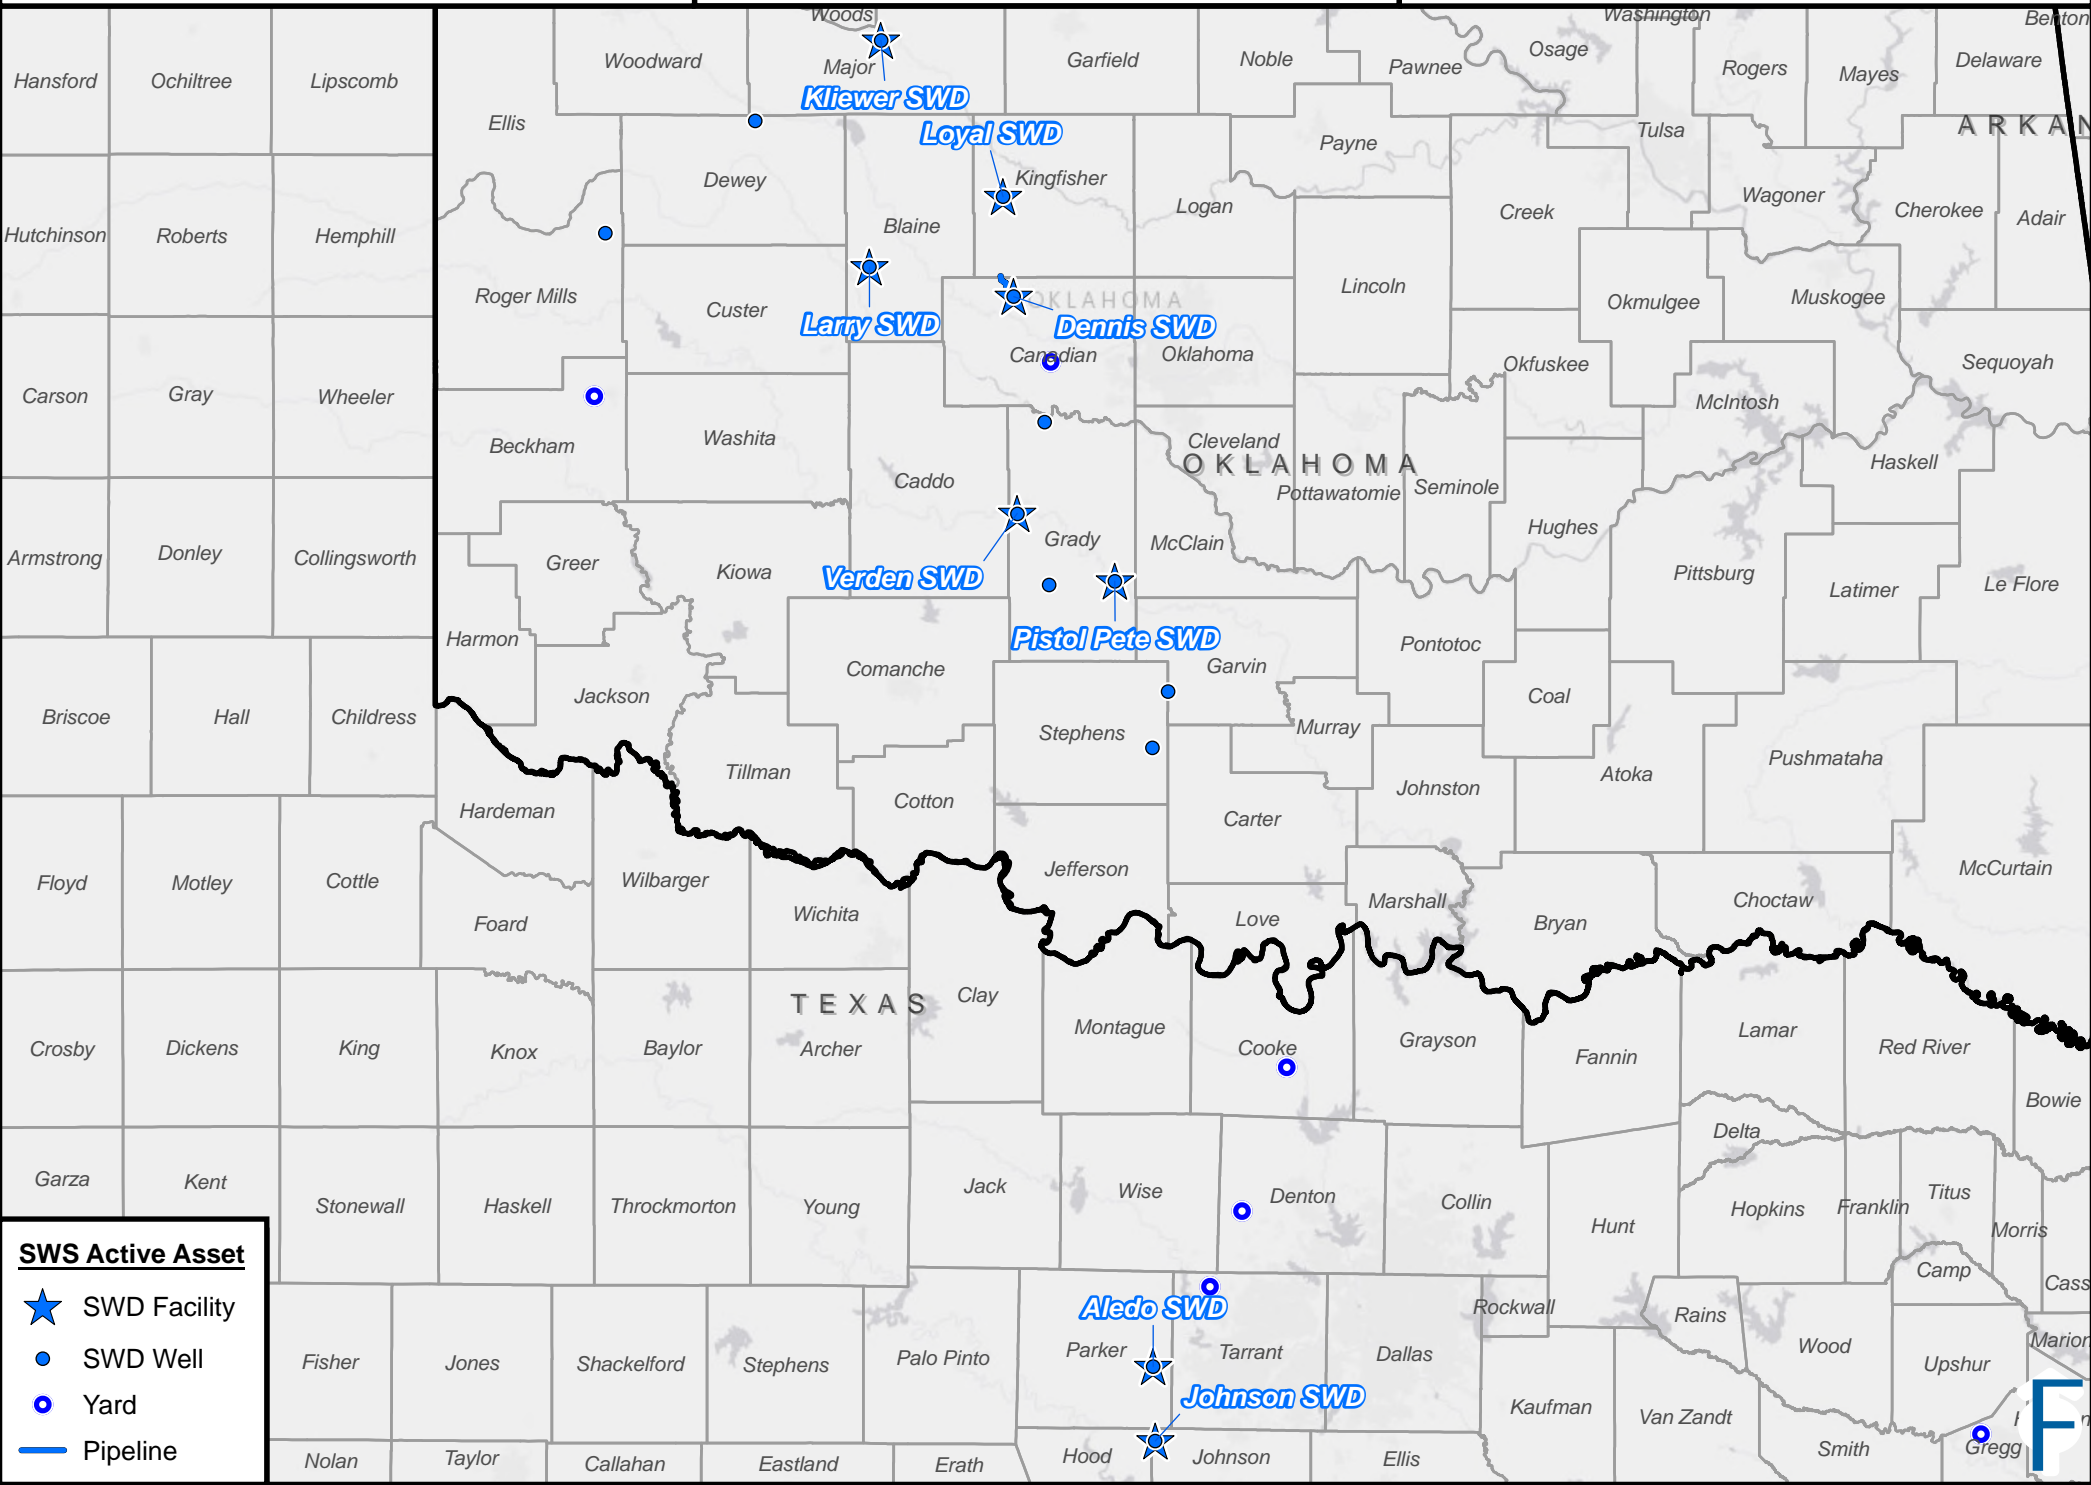 Woods
Washington
Benton
Hansford
Ochiltree
Lipscomb
Woodward
Major
Garfield
Noble
Pawnee
Osage
Rogers
Mayes
Delaware
Kliewer SWD
Ellis
Loyal SWD
Payne
Tulsa
ARKAN
Dewey
Kingfisher
Logan
Creek
Wagoner
Cherokee
Adair
Hutchinson
Roberts
Hemphill
Blaine
Roger Mills
Custer
Larry SWD
OKLAHOMA
Dennis SWD
Lincoln
Okmulgee
Muskogee
Canadian
Oklahoma
Okfuskee
Sequoyah
Carson
Gray
Wheeler
McIntosh
Beckham
Washita
Caddo
Cleveland
OKLAHOMA
Pottawatomie
Seminole
Haskell
Hughes
Armstrong
Donley
Collingsworth
Greer
Kiowa
Verden SWD
Grady
McClain
Pittsburg
Latimer
Le Flore
Harmon
Pistol Pete SWD
Comanche
Garvin
Pontotoc
Jackson
Coal
Briscoe
Hall
Childress
Stephens
Murray
Tillman
Pushmataha
Atoka
Johnston
Cotton
Hardeman
Carter
Floyd
Motley
Cottle
Wilbarger
Jefferson
McCurtain
Foard
Wichita
Love
Marshall
Bryan
Choctaw
TEXAS
Clay
Montague
Cooke
Grayson
Fannin
Lamar
Red River
Crosby
Dickens
King
Knox
Baylor
Archer
Bowie
Delta
Garza
Kent
Stonewall
Haskell
Throckmorton
Young
Jack
Wise
Denton
Collin
Hunt
Hopkins
Franklin
Titus
Morris
Camp
Cass
SWS Active Asset
SWD Facility
SWD Well
Yard
Pipeline
Aledo SWD
Rockwall
Rains
Wood
Upshur
Marion
Fisher
Jones
Shackelford
Stephens
Palo Pinto
Parker
Tarrant
Dallas
Johnson SWD
Kaufman
Van Zandt
Smith
Gregg
F
Nolan
Taylor
Callahan
Eastland
Erath
Hood
Johnson
Ellis